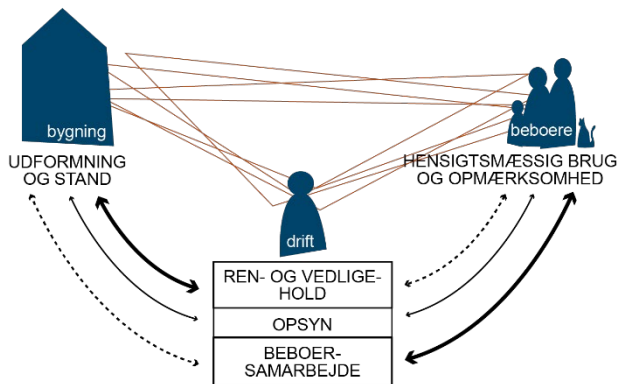 bygning
UDFORMNING
OG STAND
beboere
HENSIGTSMÆSSIG BRUG
OG OPMÆRKSOMHED
drift
REN- OG VEDLIGE-
HOLD
OPSYN
BEBOER-
SAMARBEJDE